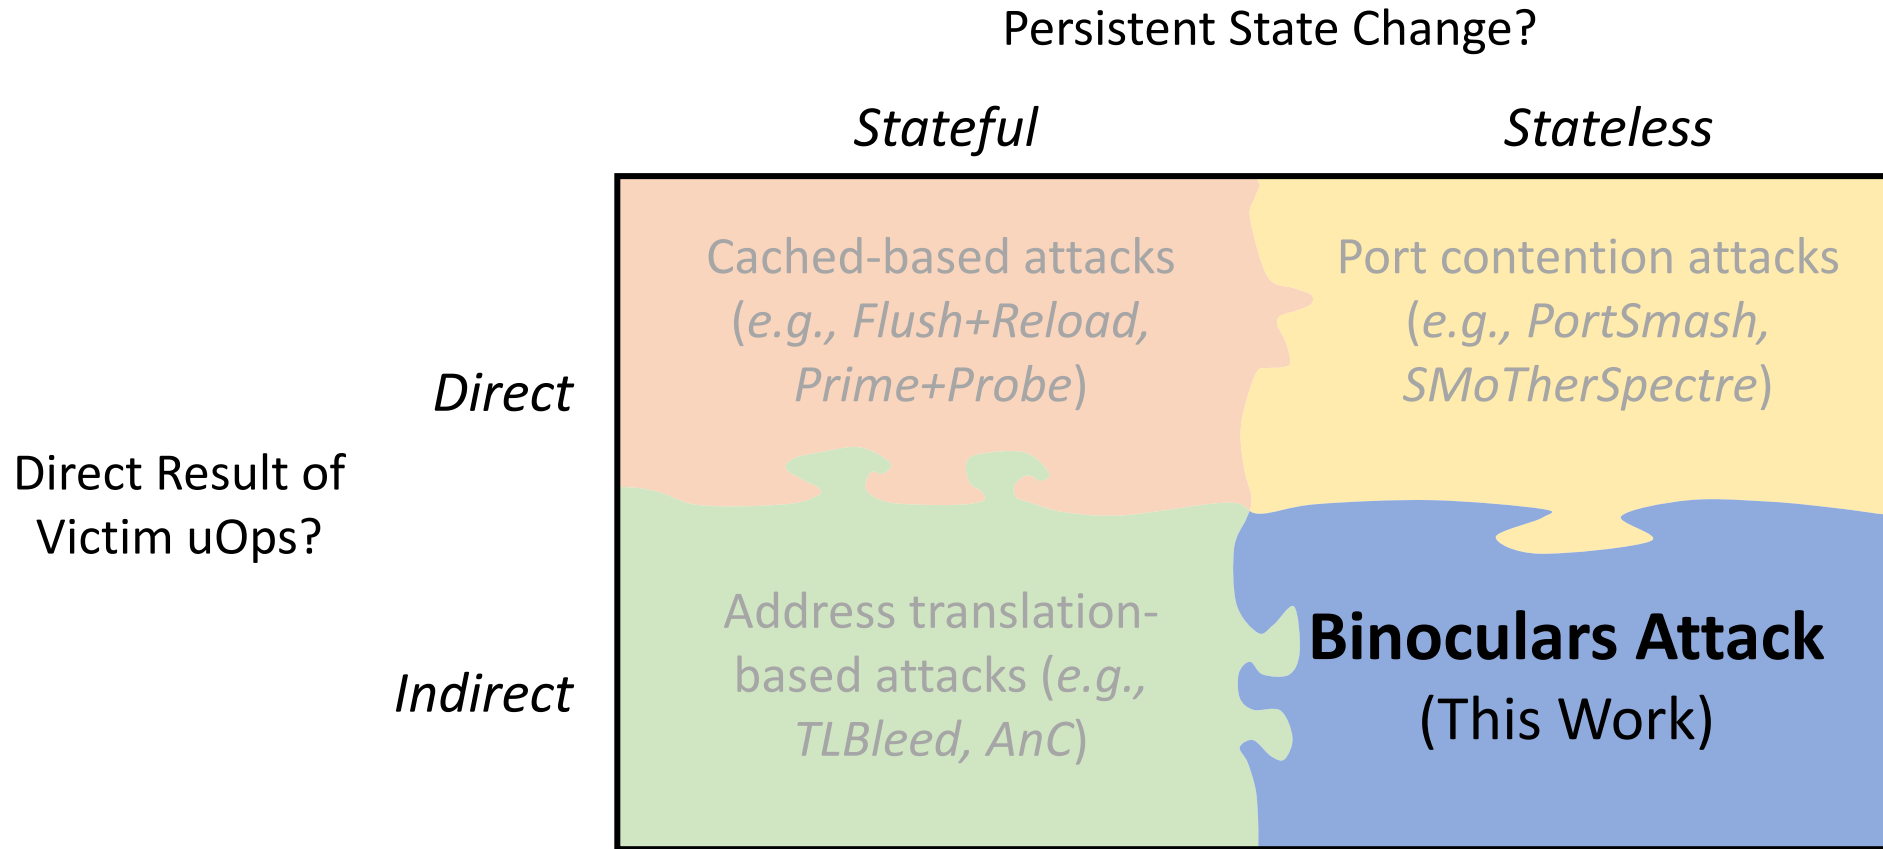 Persistent State Change?
Stateful
Stateless
Direct Result of
Victim uOps?
Direct
Cached-based attacks
(e.g., Flush+Reload,
Prime+Probe)
Port contention attacks
(e.g., PortSmash,
SMoTherSpectre)
Indirect
Address translation-
based attacks (e.g.,
TLBleed, AnC)
Binoculars Attack
(This Work)